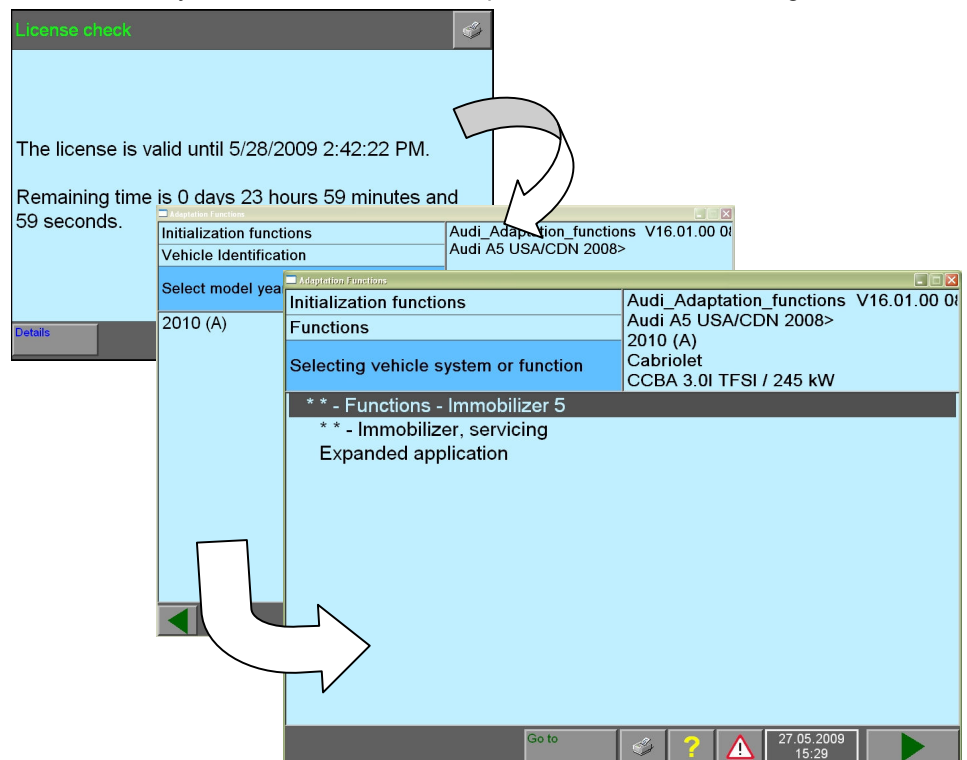 License check
The license is valid until 5/28/2009 2:42:22 PM.
Remaining time is 0 days 23 hours 59 minutes and
59 seconds.
Details
Adaptation Functions
Initialization functions
Audi_Adaptation_functions V16.01.00
Vehicle Identification
Audi A5 USA/CDN 2008>
Select model
2010 (A)
Adaptation Functions
Initialization functions
Audi_Adaptation_functions V16.01.00
Functions
Audi A5 USA/CDN 2008>
2010 (A)
Selecting vehicle system or function
Cabriolet
CCBA 3.0l TFSI / 245 kW
* * - Functions - Immobilizer 5
* * - Immobilizer, servicing
Expanded application
Go to
?
27.05.2009
15:29